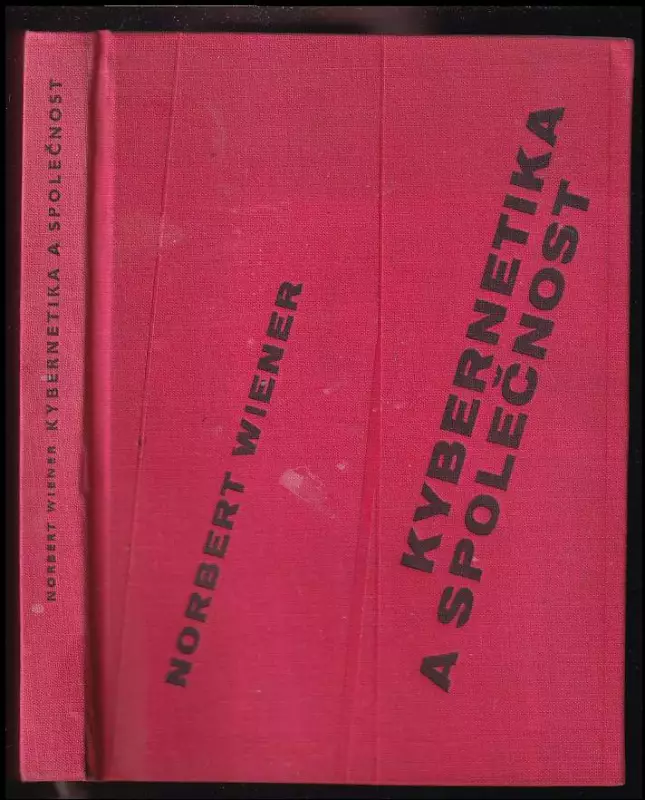 NORBERT WIENER KYBERNETIKA A SPOLEČNOST
NORBERT WIENER
KYBERNETIKA
A SPOLEČNOST